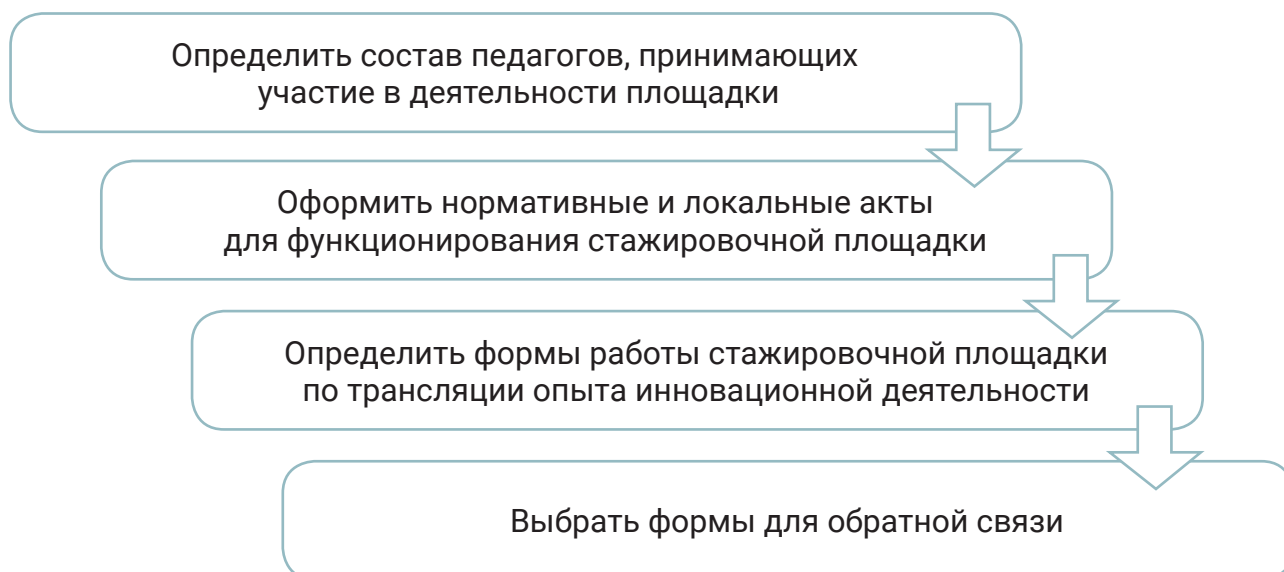 Определить состав педагогов, принимающих
участие в деятельности площадки
Оформить нормативные и локальные акты
для функционирования стажировочной площадки
Определить формы работы стажировочной площадки
по трансляции опыта инновационной деятельности
Выбрать формы для обратной связи